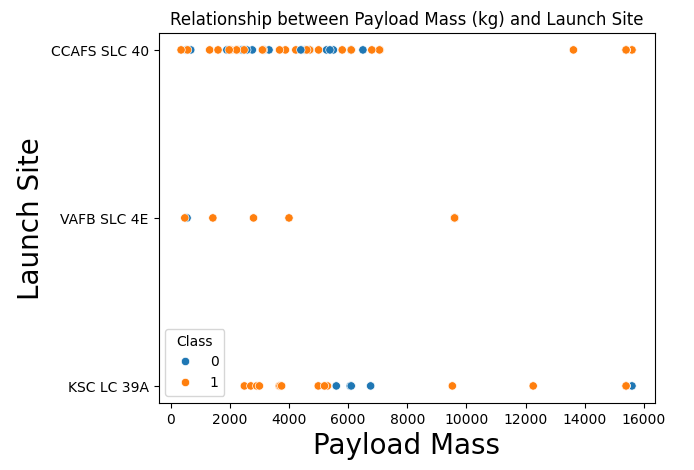 Relationship between Payload Mass (kg) and Launch Site
Launch Site
CCAFS SLC 40
VAFB SLC 4E
KSC LC 39A
Class
0
1
0 2000 4000 6000 8000 10000 12000 14000 16000
Payload Mass